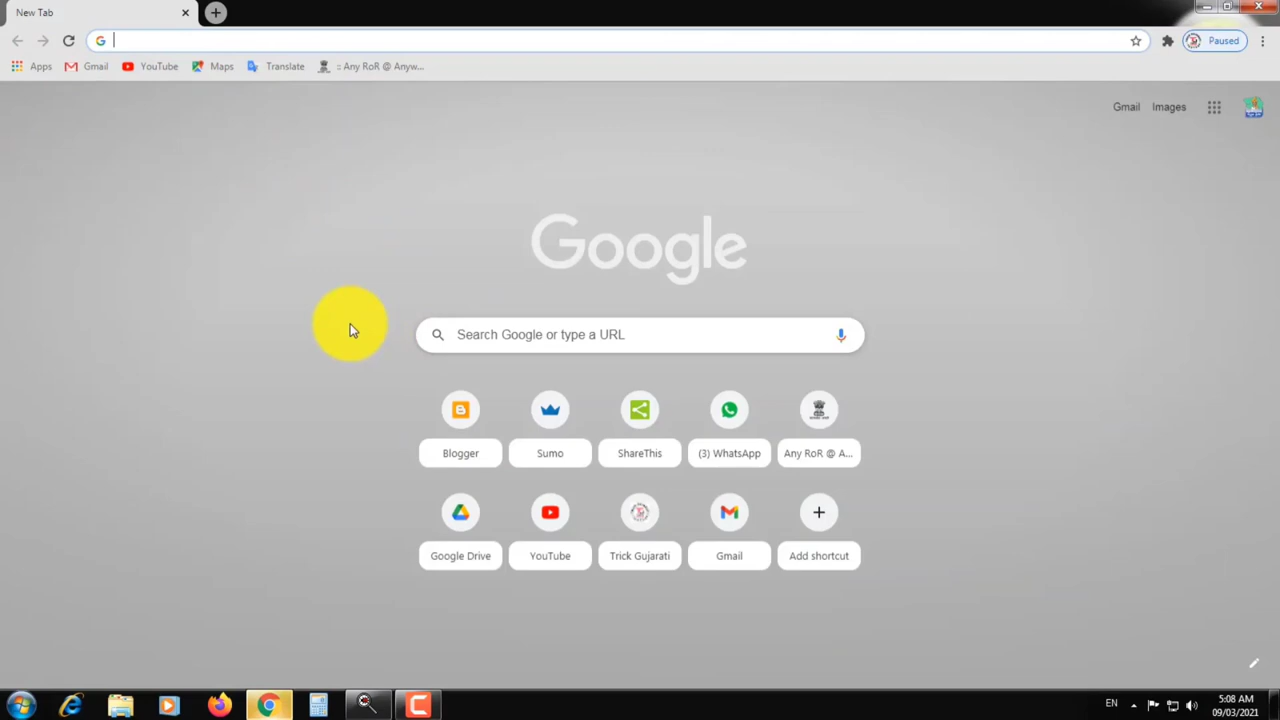 New Tab
Paused
Apps
Gmail
YouTube
Maps
Translate
:: Any RoR @ Anyw...
Gmail
Images
Google
Search Google or type a URL
Blogger
Sumo
ShareThis
(3) WhatsApp
Any RoR @ A...
Google Drive
YouTube
Trick Gujarati
Gmail
Add shortcut
EN
5:08 AM
09/03/2021